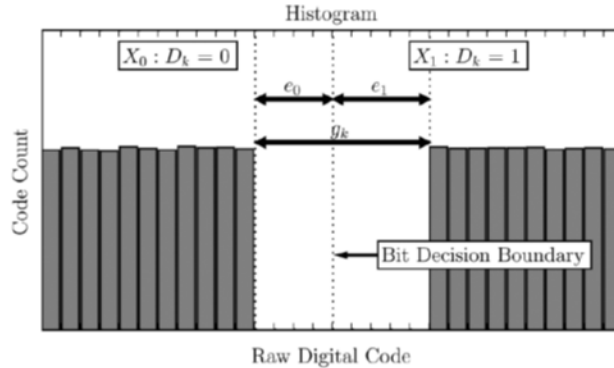 Histogram
X₀ : Dₖ = 0
X₁ : Dₖ = 1
e₀
e₁
gₖ
Code Count
Bit Decision Boundary
Raw Digital Code